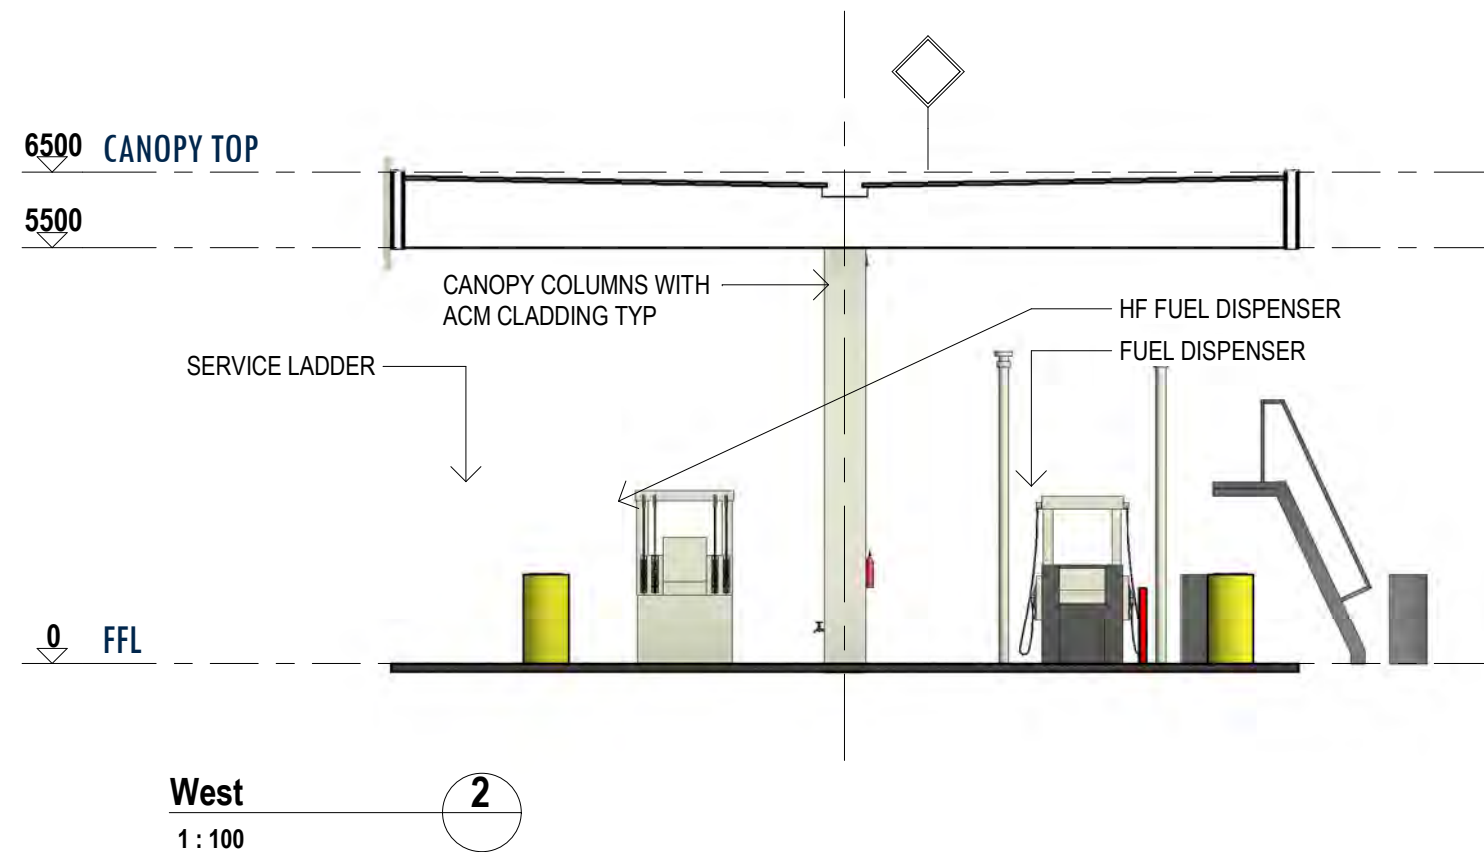 6500 CANOPY TOP
5500
CANOPY COLUMNS WITH
ACM CLADDING TYP
HF FUEL DISPENSER
FUEL DISPENSER
SERVICE LADDER
0 FFL
West
2
1 : 100